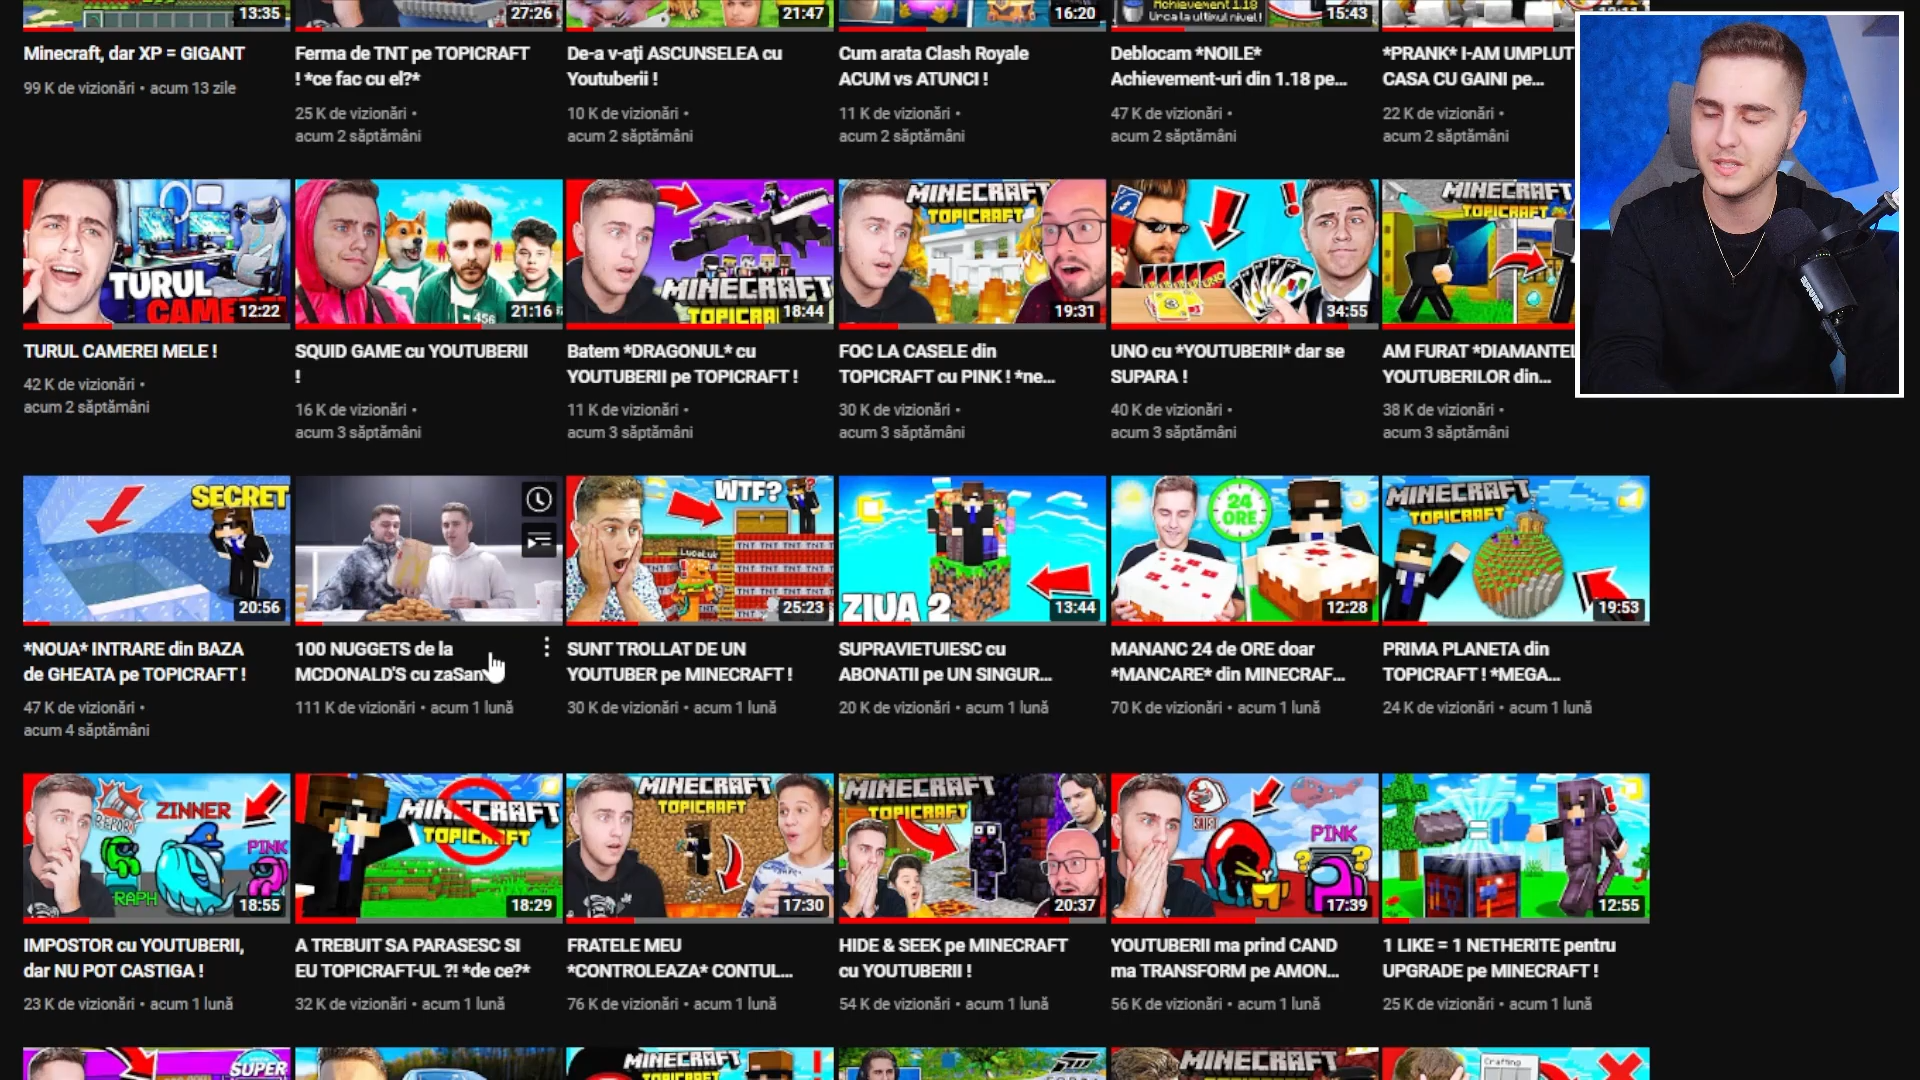 13:35
27:26
21:47
16:20
Achievement 1.18
Urca la ultimul nivel!
15:43
Minecraft, dar XP = GIGANT
99 K de vizionări • acum 13 zile
Ferma de TNT pe TOPICRAFT
! *ce fac cu el?*
25 K de vizionări •
acum 2 săptămâni
De-a v-ați ASCUNSELEA cu
Youtuberii !
10 K de vizionări •
acum 2 săptămâni
Cum arata Clash Royale
ACUM vs ATUNCI !
11 K de vizionări •
acum 2 săptămâni
Deblocam *NOILE*
Achievement-uri din 1.18 pe...
47 K de vizionări •
acum 2 săptămâni
*PRANK* I-AM UMPLUT
CASA CU GAINI pe...
22 K de vizionări •
acum 2 săptămâni
TURUL
CAMEREI
12:22
456
21:16
MINECRAFT
18:44
MINECRAFT
TOPICRAFT
19:31
UNO
34:55
MINECRAFT
TOPICRAFT
TURUL CAMEREI MELE !
42 K de vizionări •
acum 2 săptămâni
SQUID GAME cu YOUTUBERII
!
16 K de vizionări •
acum 3 săptămâni
Batem *DRAGONUL* cu
YOUTUBERII pe TOPICRAFT !
11 K de vizionări •
acum 3 săptămâni
FOC LA CASELE din
TOPICRAFT cu PINK ! *ne...
30 K de vizionări •
acum 3 săptămâni
UNO cu *YOUTUBERII* dar se
SUPARA !
40 K de vizionări •
acum 3 săptămâni
AM FURAT *DIAMANTEL
YOUTUBERILOR din...
38 K de vizionări •
acum 3 săptămâni
SECRET
20:56
WTF?
LucaLuk
TNT TNT TNT TNT
25:23
ZIUA 2
13:44
24
ORE
12:28
MINECRAFT
TOPICRAFT
19:53
*NOUA* INTRARE din BAZA
de GHEATA pe TOPICRAFT !
47 K de vizionări •
acum 4 săptămâni
100 NUGGETS de la
MCDONALD'S cu zaSan
111 K de vizionări • acum 1 lună
SUNT TROLLAT DE UN
YOUTUBER pe MINECRAFT !
30 K de vizionări • acum 1 lună
SUPRAVIETUIESC cu
ABONATII pe UN SINGUR...
20 K de vizionări • acum 1 lună
MANANC 24 de ORE doar
*MANCARE* din MINECRAF...
70 K de vizionări • acum 1 lună
PRIMA PLANETA din
TOPICRAFT ! *MEGA...
24 K de vizionări • acum 1 lună
REPORT
ZINNER
PINK
RAPH
18:55
MINECRAFT
TOPICRAFT
18:29
MINECRAFT
TOPICRAFT
17:30
MINECRAFT
TOPICRAFT
20:37
PINK
17:39
12:55
IMPOSTOR cu YOUTUBERII,
dar NU POT CASTIGA !
23 K de vizionări • acum 1 lună
A TREBUIT SA PARASESC SI
EU TOPICRAFT-UL ?! *de ce?*
32 K de vizionări • acum 1 lună
FRATELE MEU
*CONTROLEAZA* CONTUL...
76 K de vizionări • acum 1 lună
HIDE & SEEK pe MINECRAFT
cu YOUTUBERII !
54 K de vizionări • acum 1 lună
YOUTUBERII ma prind CAND
ma TRANSFORM pe AMON...
56 K de vizionări • acum 1 lună
1 LIKE = 1 NETHERITE pentru
UPGRADE pe MINECRAFT !
25 K de vizionări • acum 1 lună
SUPER
MINECRAFT
TOPICRAFT
MINECRAFT
Crafting